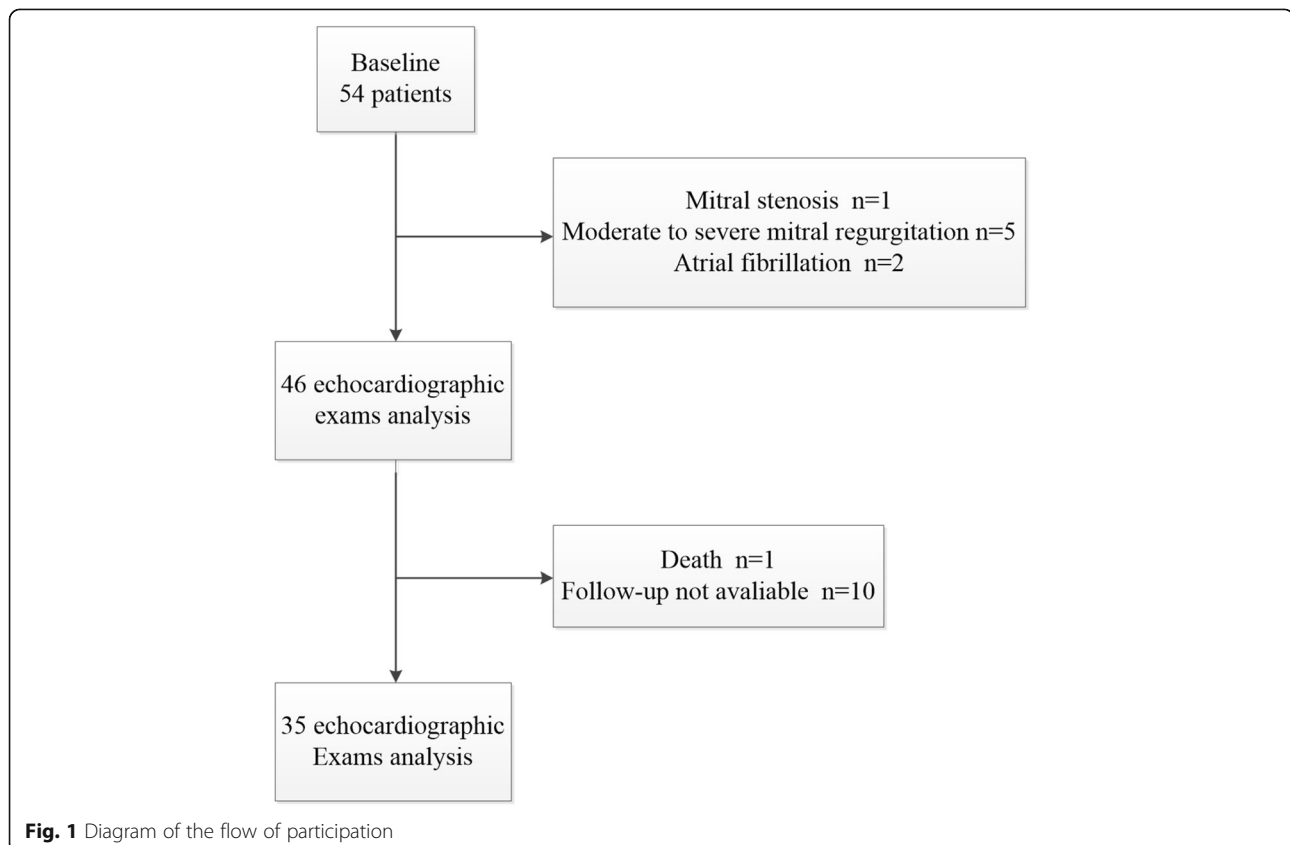 Baseline
54 patients
Mitral stenosis n=1
Moderate to severe mitral regurgitation n=5
Atrial fibrillation n=2
46 echocardiographic
exams analysis
Death n=1
Follow-up not avaliable n=10
35 echocardiographic
Exams analysis
Fig. 1 Diagram of the flow of participation